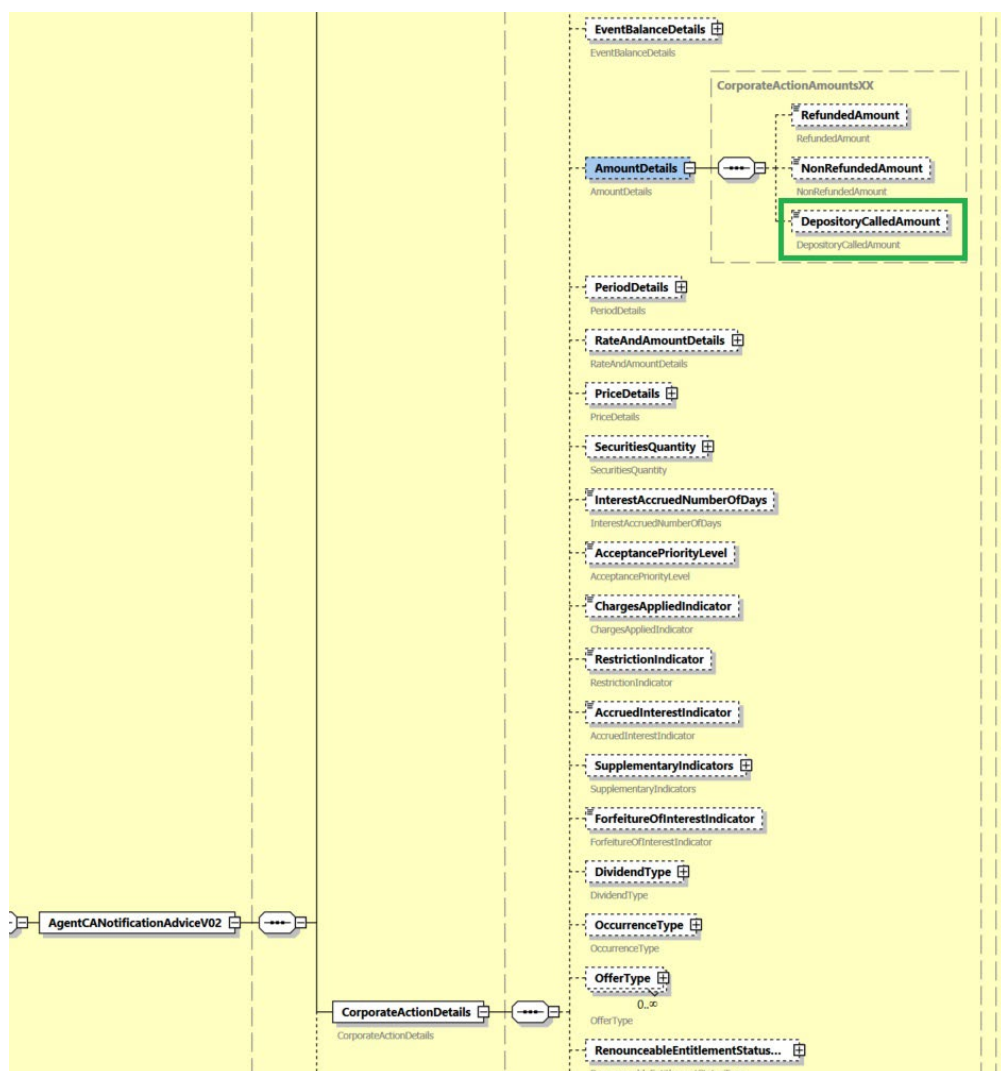 EventBalanceDetails
EventBalanceDetails
CorporateActionAmountsXX
RefundedAmount
RefundedAmount
AmountDetails
AmountDetails
NonRefundedAmount
NonRefundedAmount
DepositoryCalledAmount
DepositoryCalledAmount
PeriodDetails
PeriodDetails
RateAndAmountDetails
RateAndAmountDetails
PriceDetails
PriceDetails
SecuritiesQuantity
SecuritiesQuantity
InterestAccruedNumberOfDays
InterestAccruedNumberOfDays
AcceptancePriorityLevel
AcceptancePriorityLevel
ChargesAppliedIndicator
ChargesAppliedIndicator
RestrictionIndicator
RestrictionIndicator
AccruedInterestIndicator
AccruedInterestIndicator
SupplementaryIndicators
SupplementaryIndicators
ForfeitureOfInterestIndicator
ForfeitureOfInterestIndicator
DividendType
DividendType
AgentCANotificationAdviceV02
OccurrenceType
OccurrenceType
OfferType
0..∞
OfferType
CorporateActionDetails
CorporateActionDetails
RenounceableEntitlementStatus...